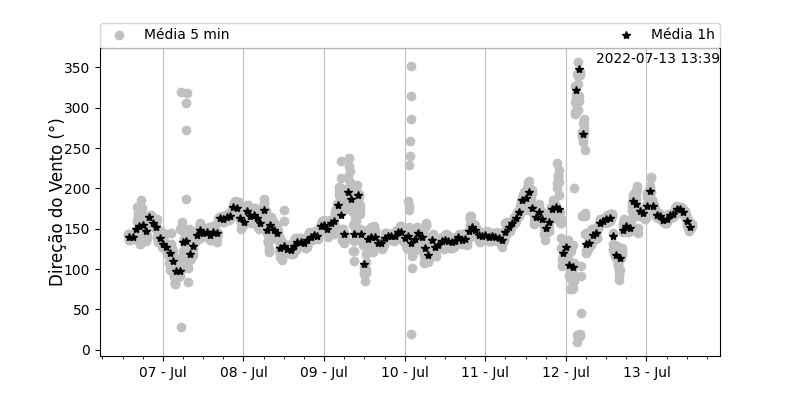 Média 5 min
Média 1h
2022-07-13 13:39
Direção do Vento (°)
350
300
250
200
150
100
50
0
07 - Jul
08 - Jul
09 - Jul
10 - Jul
11 - Jul
12 - Jul
13 - Jul